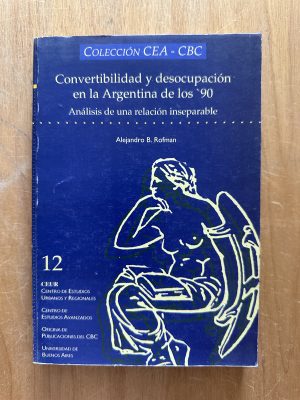 COLECCIÓN CEA - CBC
Convertibilidad y desocupación
en la Argentina de los `90
Análisis de una relación inseparable
Alejandro B. Rofman
12
CEUR
CENTRO DE ESTUDIOS
URBANOS Y REGIONALES
CENTRO DE
ESTUDIOS AVANZADOS
OFICINA DE
PUBLICACIONES DEL CBC
UNIVERSIDAD DE
BUENOS AIRES